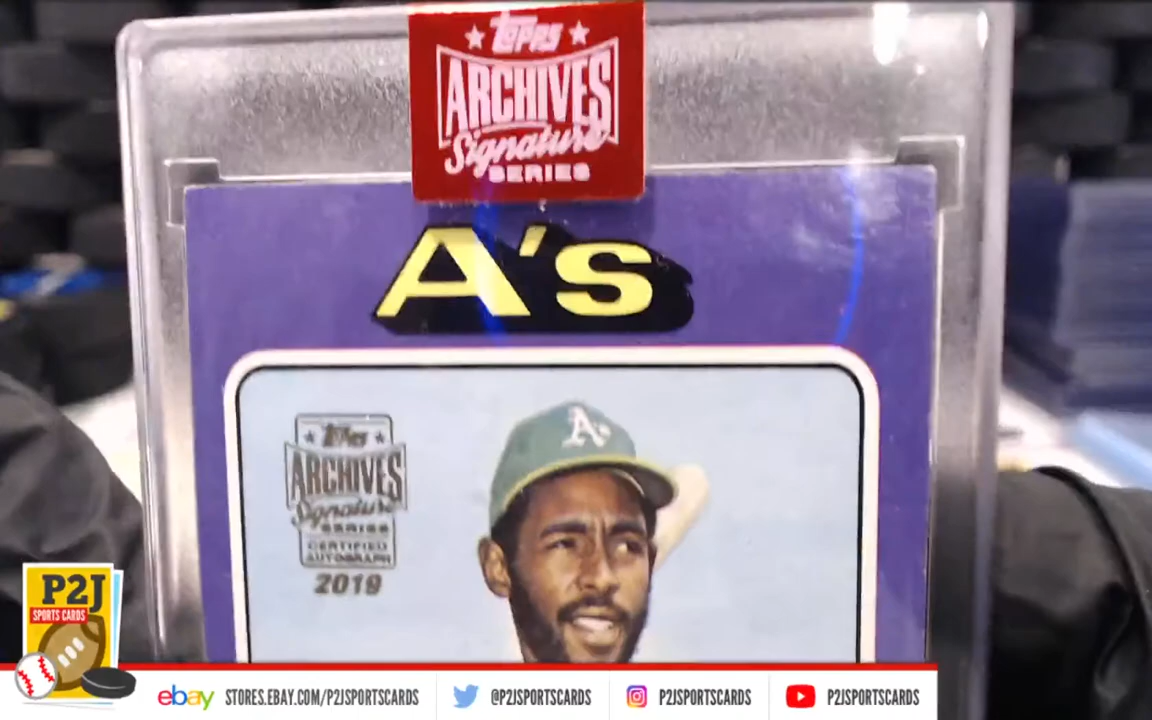 ★ Topps ★
ARCHIVES
Signature
SERIES
A's
A's
★ Topps ★
ARCHIVES
Signature
SERIES
CERTIFIED
AUTOGRAPH
2019
P2J
SPORTS CARDS
ebay STORES.EBAY.COM/P2JSPORTSCARDS @P2JSPORTSCARDS P2JSPORTSCARDS P2JSPORTSCARDS